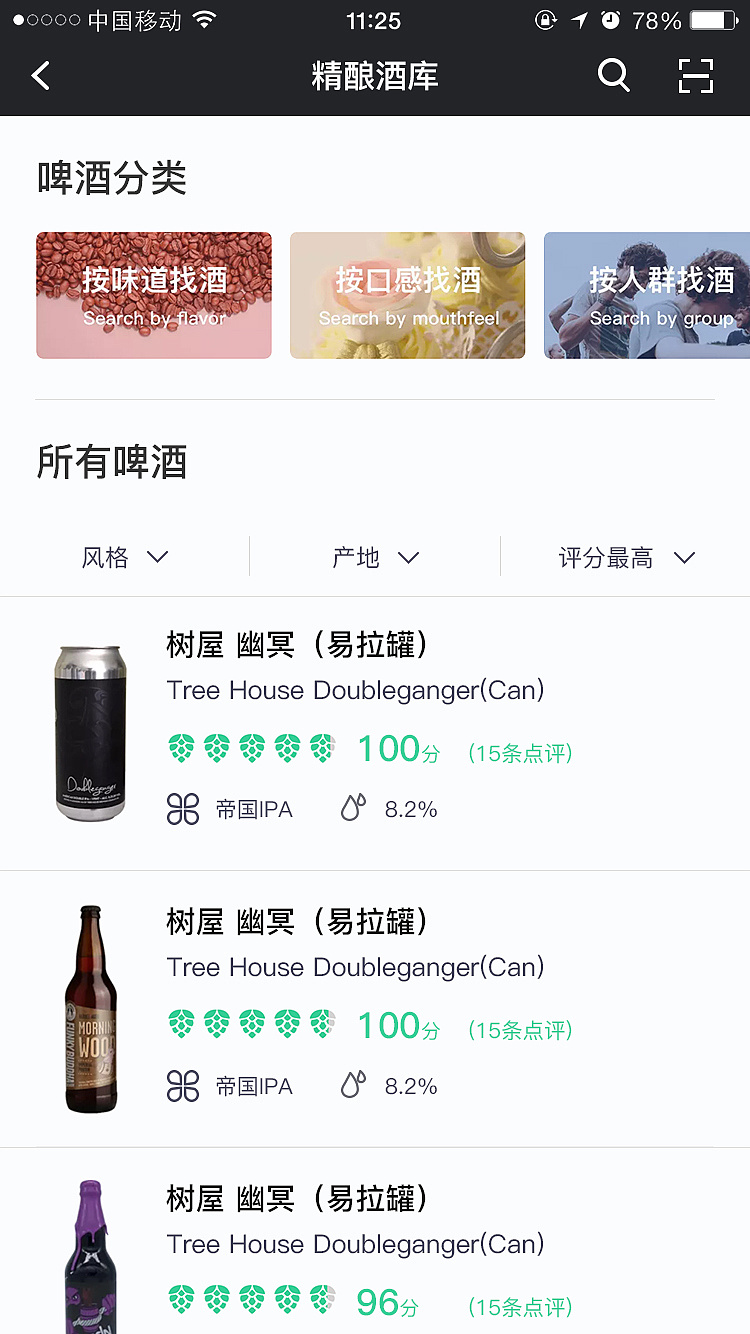 中国移动 11:25 78%
精酿酒库
啤酒分类
按味道找酒
Search by flavor
按口感找酒
Search by mouthfeel
按人群找酒
Search by group
所有啤酒
风格
产地
评分最高
树屋 幽冥（易拉罐）
Tree House Doubleganger(Can)
100分 （15条点评）
帝国IPA 8.2%
Doubleganger
树屋 幽冥（易拉罐）
Tree House Doubleganger(Can)
100分 （15条点评）
帝国IPA 8.2%
MORNING
WOOD
FUNKY BUDDHA
树屋 幽冥（易拉罐）
Tree House Doubleganger(Can)
96分 （15条点评）